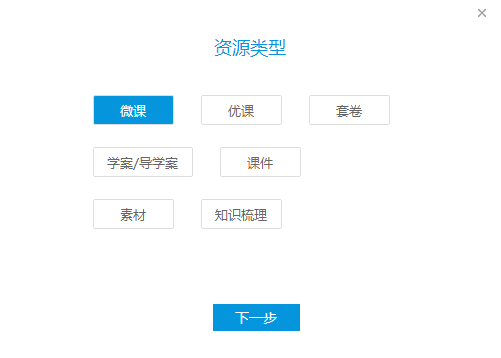 资源类型
微课 优课 套卷
学案/导学案 课件
素材 知识梳理
下一步